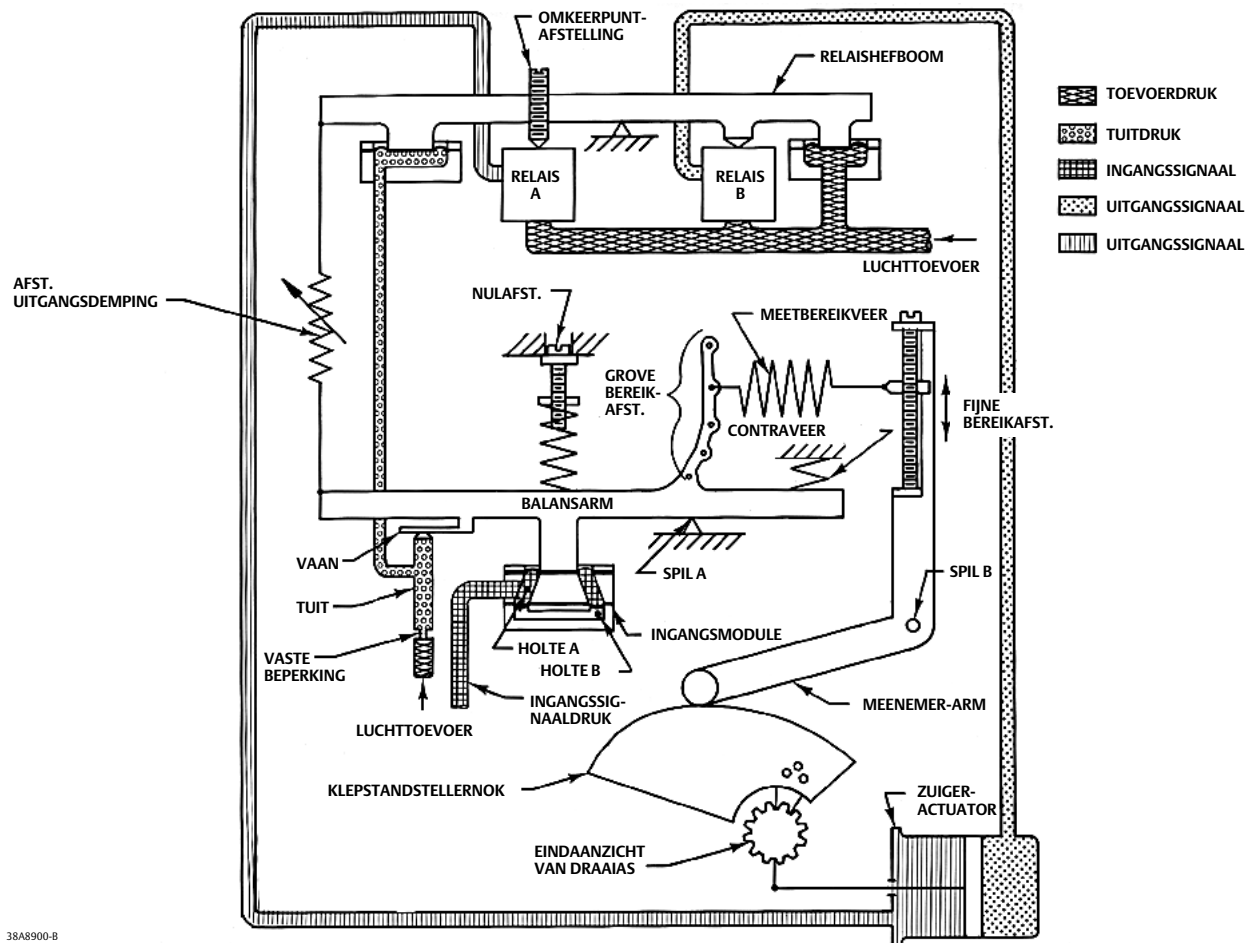 OMKEERPUNT-
AFSTELLING
RELAISHEFBOOM
TOEVOERDRUK
TUITDRUK
INGANGSSIGNAAL
UITGANGSSIGNAAL
UITGANGSSIGNAAL
RELAIS
A
RELAIS
B
LUCHTTOEVOER
AFST.
UITGANGSDEMPING
NULAFST.
MEETBEREIKVEER
GROVE
BEREIK-
AFST.
CONTRAVEER
FIJNE
BEREIKAFST.
BALANSARM
VAAN
SPIL A
SPIL B
TUIT
INGANGSMODULE
HOLTE A
HOLTE B
VASTE
BEPERKING
INGANGSSIG-
NAALDRUK
MEENEMER-ARM
LUCHTTOEVOER
KLEPSTANDSTELLERNOK
ZUIGER-
ACTUATOR
EINDAANZICHT
VAN DRAAIAS
38A8900-B